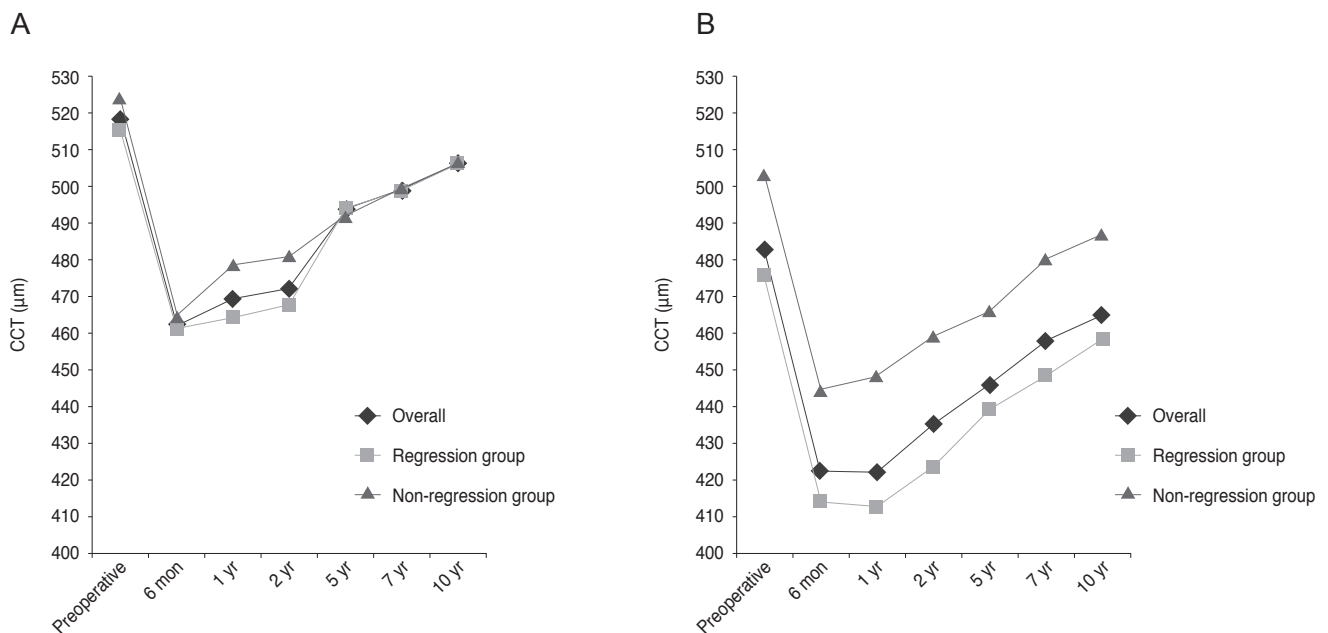 A
530
520
510
500
490
480
470
460
450
440
430
420
410
400
CCT (µm)
Overall
Regression group
Non-regression group
Preoperative
6 mon
1 yr
2 yr
5 yr
7 yr
10 yr
B
530
520
510
500
490
480
470
460
450
440
430
420
410
400
CCT (µm)
Overall
Regression group
Non-regression group
Preoperative
6 mon
1 yr
2 yr
5 yr
7 yr
10 yr